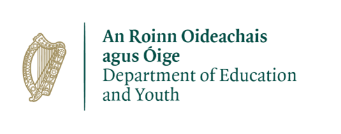 An Roinn Oideachais
agus Óige
Department of Education
and Youth